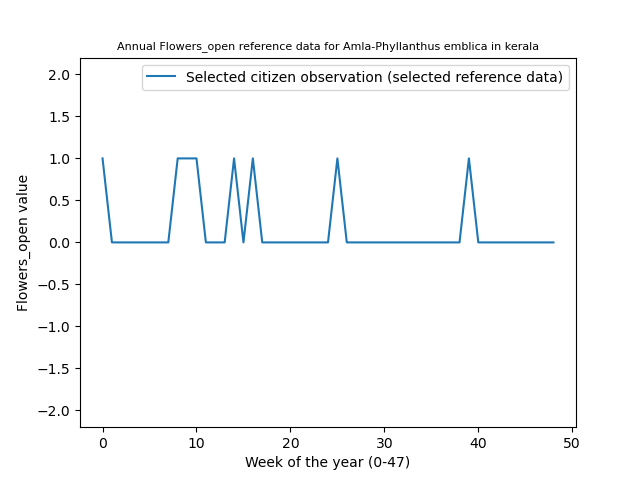 Annual Flowers_open reference data for Amla-Phyllanthus emblica in kerala
Selected citizen observation (selected reference data)
Flowers_open value
2.0
1.5
1.0
0.5
0.0
−0.5
−1.0
−1.5
−2.0
0 10 20 30 40 50
Week of the year (0-47)